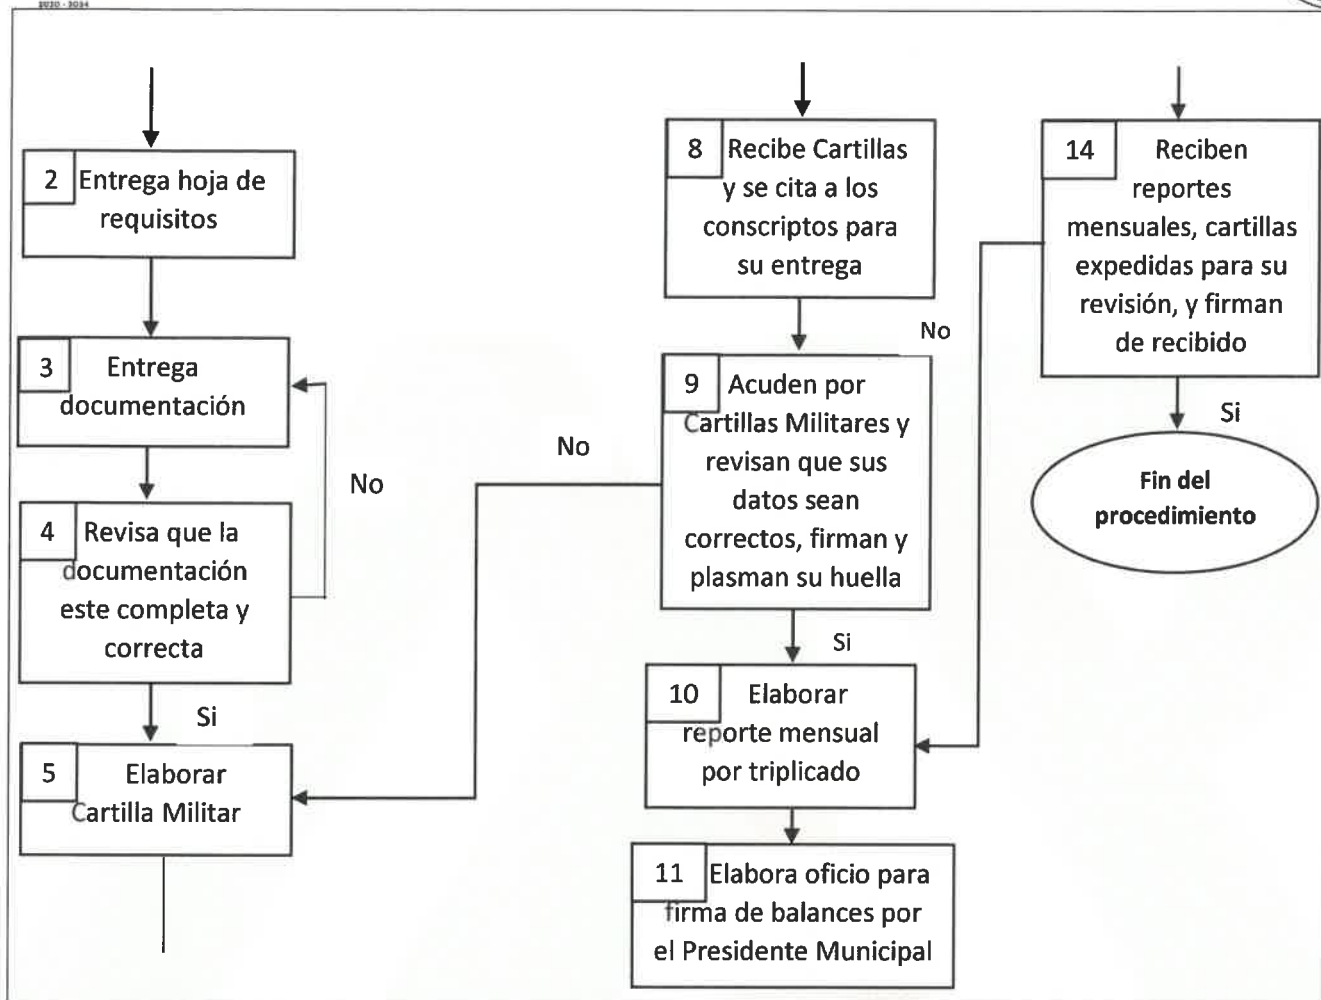 2020 - 2024
2 Entrega hoja de
requisitos
3 Entrega
documentación
No
4 Revisa que la
documentación
este completa y
correcta
Si
5 Elaborar
Cartilla Militar
No
8 Recibe Cartillas
y se cita a los
conscriptos para
su entrega
No
9 Acuden por
Cartillas Militares y
revisan que sus
datos sean
correctos, firman y
plasman su huella
Si
10 Elaborar
reporte mensual
por triplicado
11 Elabora oficio para
firma de balances por
el Presidente Municipal
14 Reciben
reportes
mensuales, cartillas
expedidas para su
revisión, y firman
de recibido
Si
Fin del
procedimiento